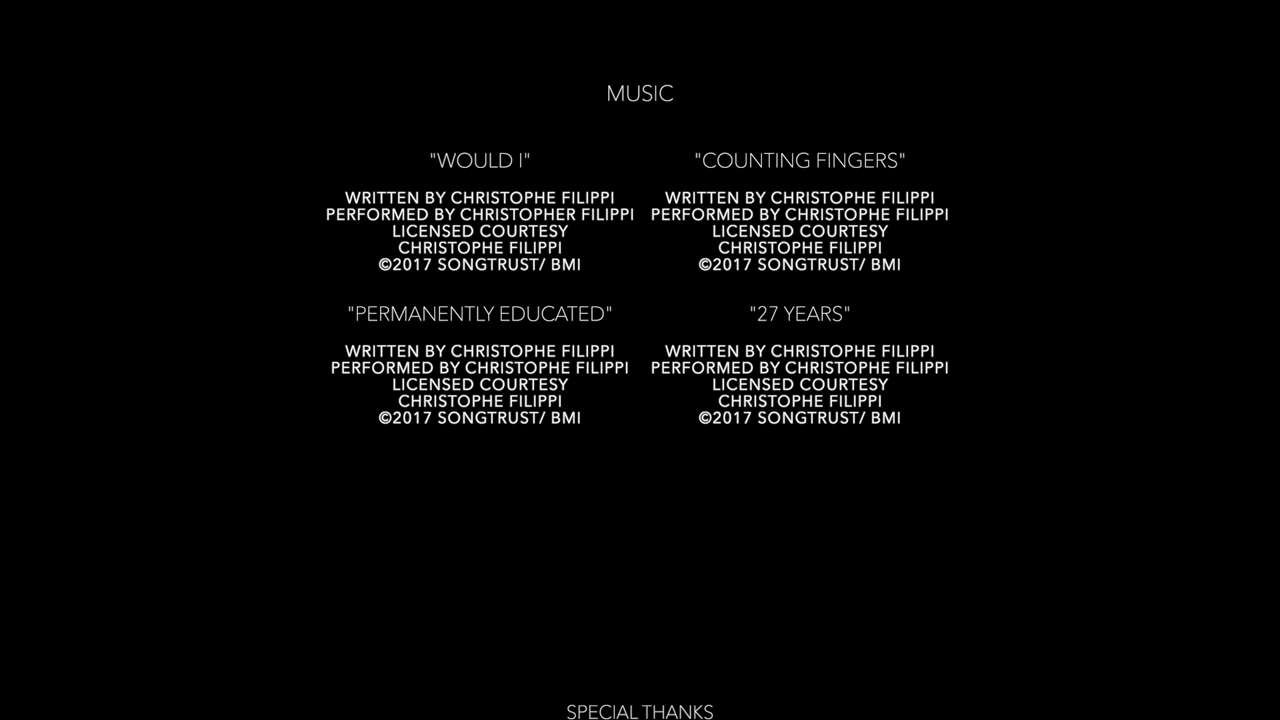 MUSIC
"WOULD I"
WRITTEN BY CHRISTOPHE FILIPPI
PERFORMED BY CHRISTOPHER FILIPPI
LICENSED COURTESY
CHRISTOPHE FILIPPI
©2017 SONGTRUST/ BMI
"COUNTING FINGERS"
WRITTEN BY CHRISTOPHE FILIPPI
PERFORMED BY CHRISTOPHE FILIPPI
LICENSED COURTESY
CHRISTOPHE FILIPPI
©2017 SONGTRUST/ BMI
"PERMANENTLY EDUCATED"
WRITTEN BY CHRISTOPHE FILIPPI
PERFORMED BY CHRISTOPHE FILIPPI
LICENSED COURTESY
CHRISTOPHE FILIPPI
©2017 SONGTRUST/ BMI
"27 YEARS"
WRITTEN BY CHRISTOPHE FILIPPI
PERFORMED BY CHRISTOPHE FILIPPI
LICENSED COURTESY
CHRISTOPHE FILIPPI
©2017 SONGTRUST/ BMI
SPECIAL THANKS